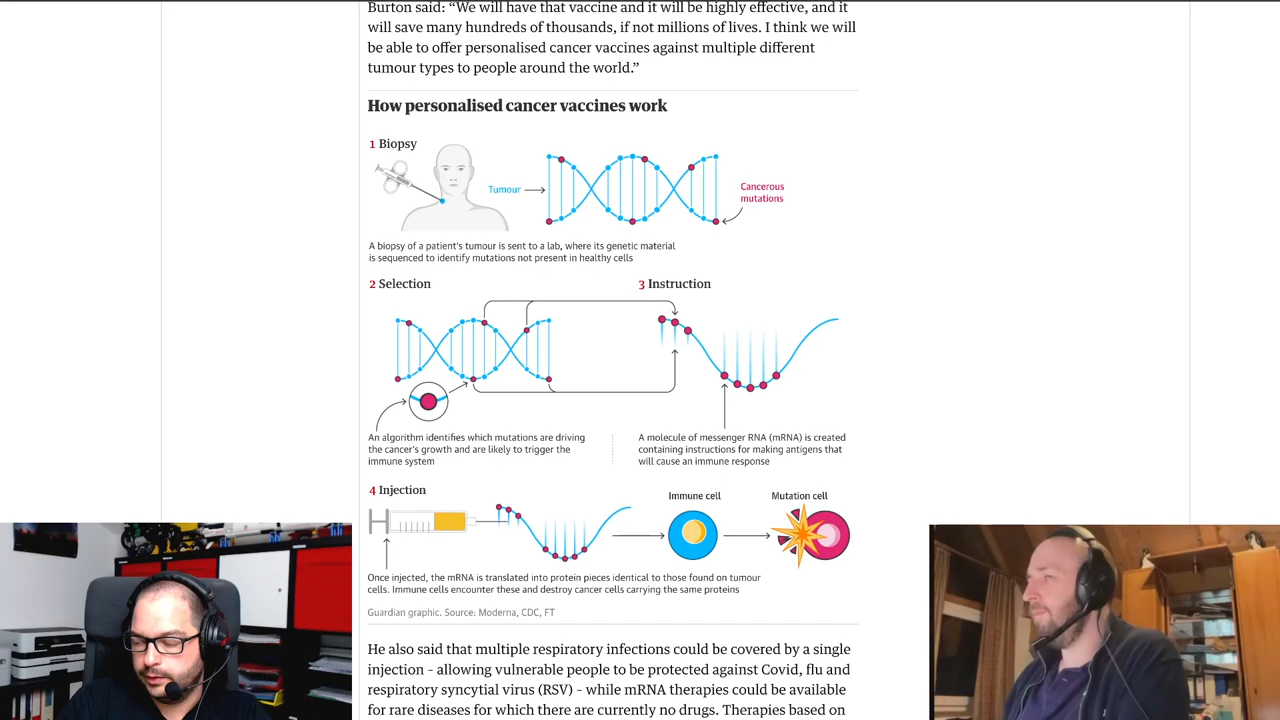 Burton said: “We will have that vaccine and it will be highly effective, and it
will save many hundreds of thousands, if not millions of lives. I think we will
be able to offer personalised cancer vaccines against multiple different
tumour types to people around the world.”
How personalised cancer vaccines work
1 Biopsy
Tumour
Cancerous
mutations
A biopsy of a patient's tumour is sent to a lab, where its genetic material
is sequenced to identify mutations not present in healthy cells
2 Selection
3 Instruction
An algorithm identifies which mutations are driving
the cancer's growth and are likely to trigger the
immune system
A molecule of messenger RNA (mRNA) is created
containing instructions for making antigens that
will cause an immune response
4 Injection
Immune cell
Mutation cell
Once injected, the mRNA is translated into protein pieces identical to those found on tumour
cells. Immune cells encounter these and destroy cancer cells carrying the same proteins
Guardian graphic. Source: Moderna, CDC, FT
He also said that multiple respiratory infections could be covered by a single
injection – allowing vulnerable people to be protected against Covid, flu and
respiratory syncytial virus (RSV) – while mRNA therapies could be available
for rare diseases for which there are currently no drugs. Therapies based on